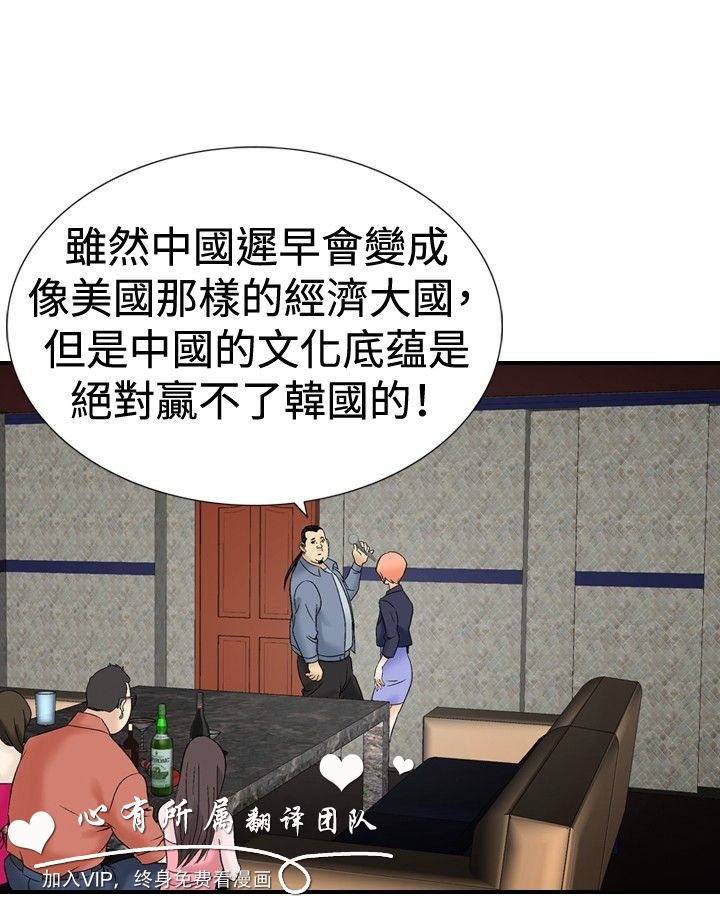 雖然中國遲早會變成
像美國那樣的經濟大國，
但是中國的文化底蘊是
絕對贏不了韓國的！
心有所属翻译团队
加入VIP，终身免费看漫画